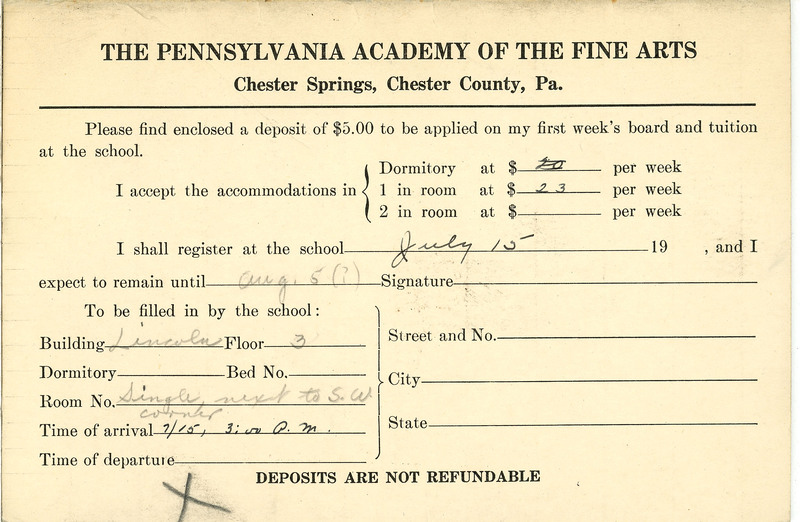 THE PENNSYLVANIA ACADEMY OF THE FINE ARTS
Chester Springs, Chester County, Pa.
Please find enclosed a deposit of $5.00 to be applied on my first week's board and tuition
at the school.
I accept the accommodations in
Dormitory at $ 20 per week
1 in room at $ 23 per week
2 in room at $ per week
I shall register at the school July 15 19 , and I
expect to remain until Aug. 5 (?) Signature
To be filled in by the school:
Building Lincoln Floor 3
Dormitory Bed No.
Room No. Single, next to S.W.
corner
Time of arrival 7/15, 3:00 P.M.
Time of departure
Street and No.
City
State
DEPOSITS ARE NOT REFUNDABLE